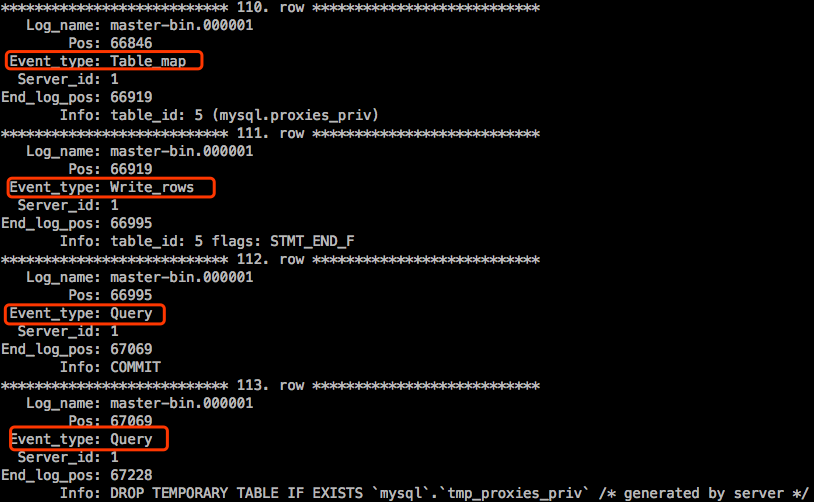 *************************** 110. row ***************************
Log_name: master-bin.000001
Pos: 66846
Event_type: Table_map
Server_id: 1
End_log_pos: 66919
Info: table_id: 5 (mysql.proxies_priv)
*************************** 111. row ***************************
Log_name: master-bin.000001
Pos: 66919
Event_type: Write_rows
Server_id: 1
End_log_pos: 66995
Info: table_id: 5 flags: STMT_END_F
*************************** 112. row ***************************
Log_name: master-bin.000001
Pos: 66995
Event_type: Query
Server_id: 1
End_log_pos: 67069
Info: COMMIT
*************************** 113. row ***************************
Log_name: master-bin.000001
Pos: 67069
Event_type: Query
Server_id: 1
End_log_pos: 67228
Info: DROP TEMPORARY TABLE IF EXISTS `mysql`.`tmp_proxies_priv` /* generated by server */